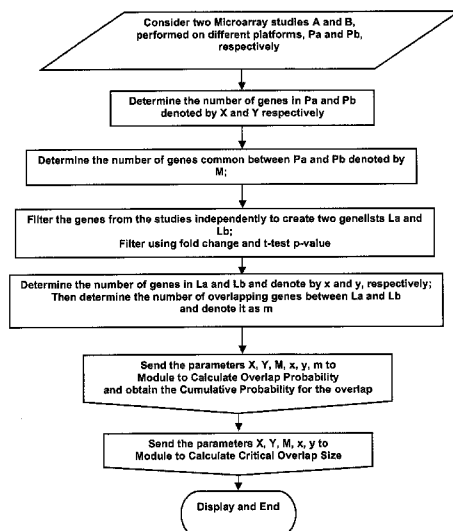 Consider two Microarray studies A and B,
performed on different platforms, Pa and Pb,
respectively
Determine the number of genes in Pa and Pb
denoted by X and Y respectively
Determine the number of genes common between Pa and Pb denoted by
M;
Filter the genes from the studies independently to create two genelists La and
Lb;
Filter using fold change and t-test p-value
Determine the number of genes in La and Lb and denote by x and y, respectively;
Then determine the number of overlapping genes between La and Lb
and denote it as m
Send the parameters X, Y, M, x, y, m to
Module to Calculate Overlap Probability
and obtain the Cumulative Probability for the overlap
Send the parameters X, Y, M, x, y to
Module to Calculate Critical Overlap Size
Display and End